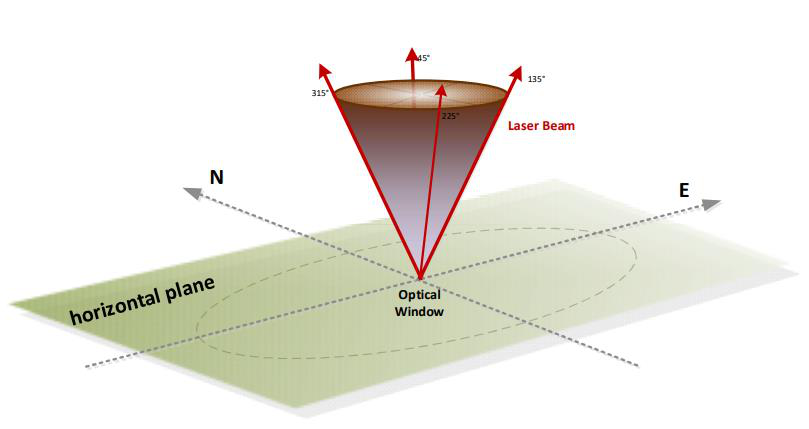 45°
315°
135°
225°
Laser Beam
N
E
horizontal plane
Optical
Window